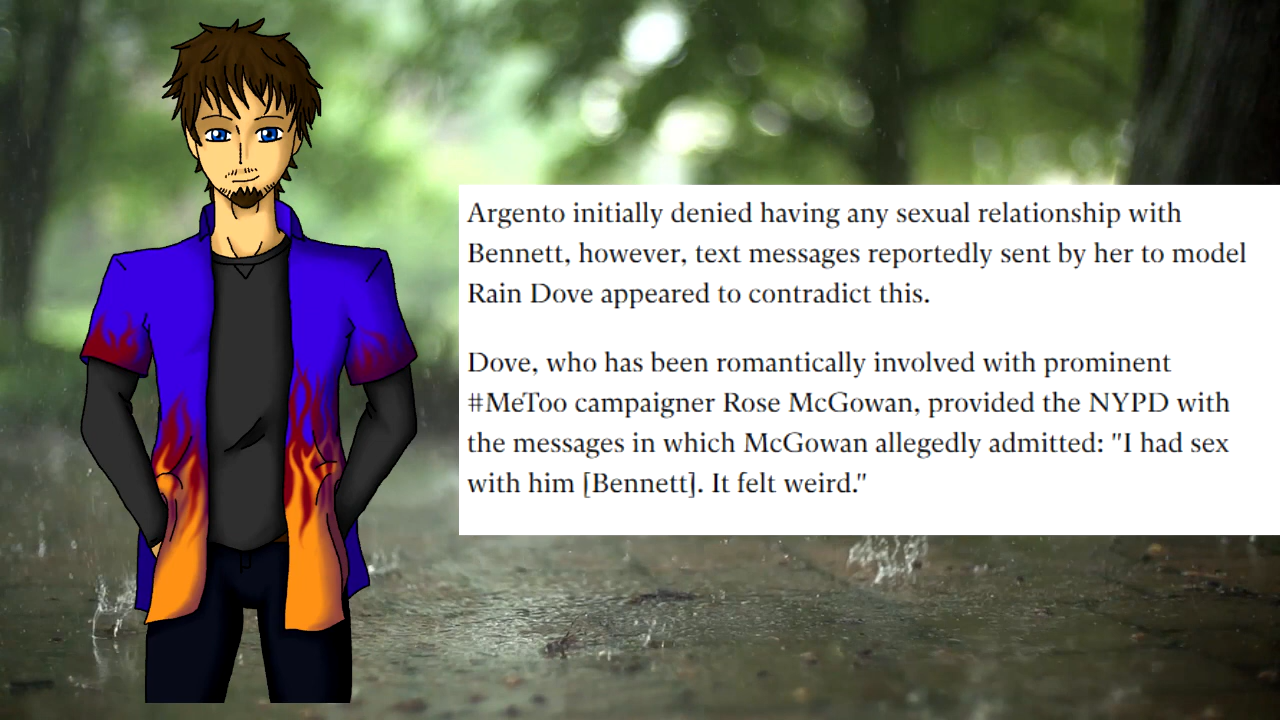 Argento initially denied having any sexual relationship with
Bennett, however, text messages reportedly sent by her to model
Rain Dove appeared to contradict this.
Dove, who has been romantically involved with prominent
#MeToo campaigner Rose McGowan, provided the NYPD with
the messages in which McGowan allegedly admitted: "I had sex
with him [Bennett]. It felt weird."